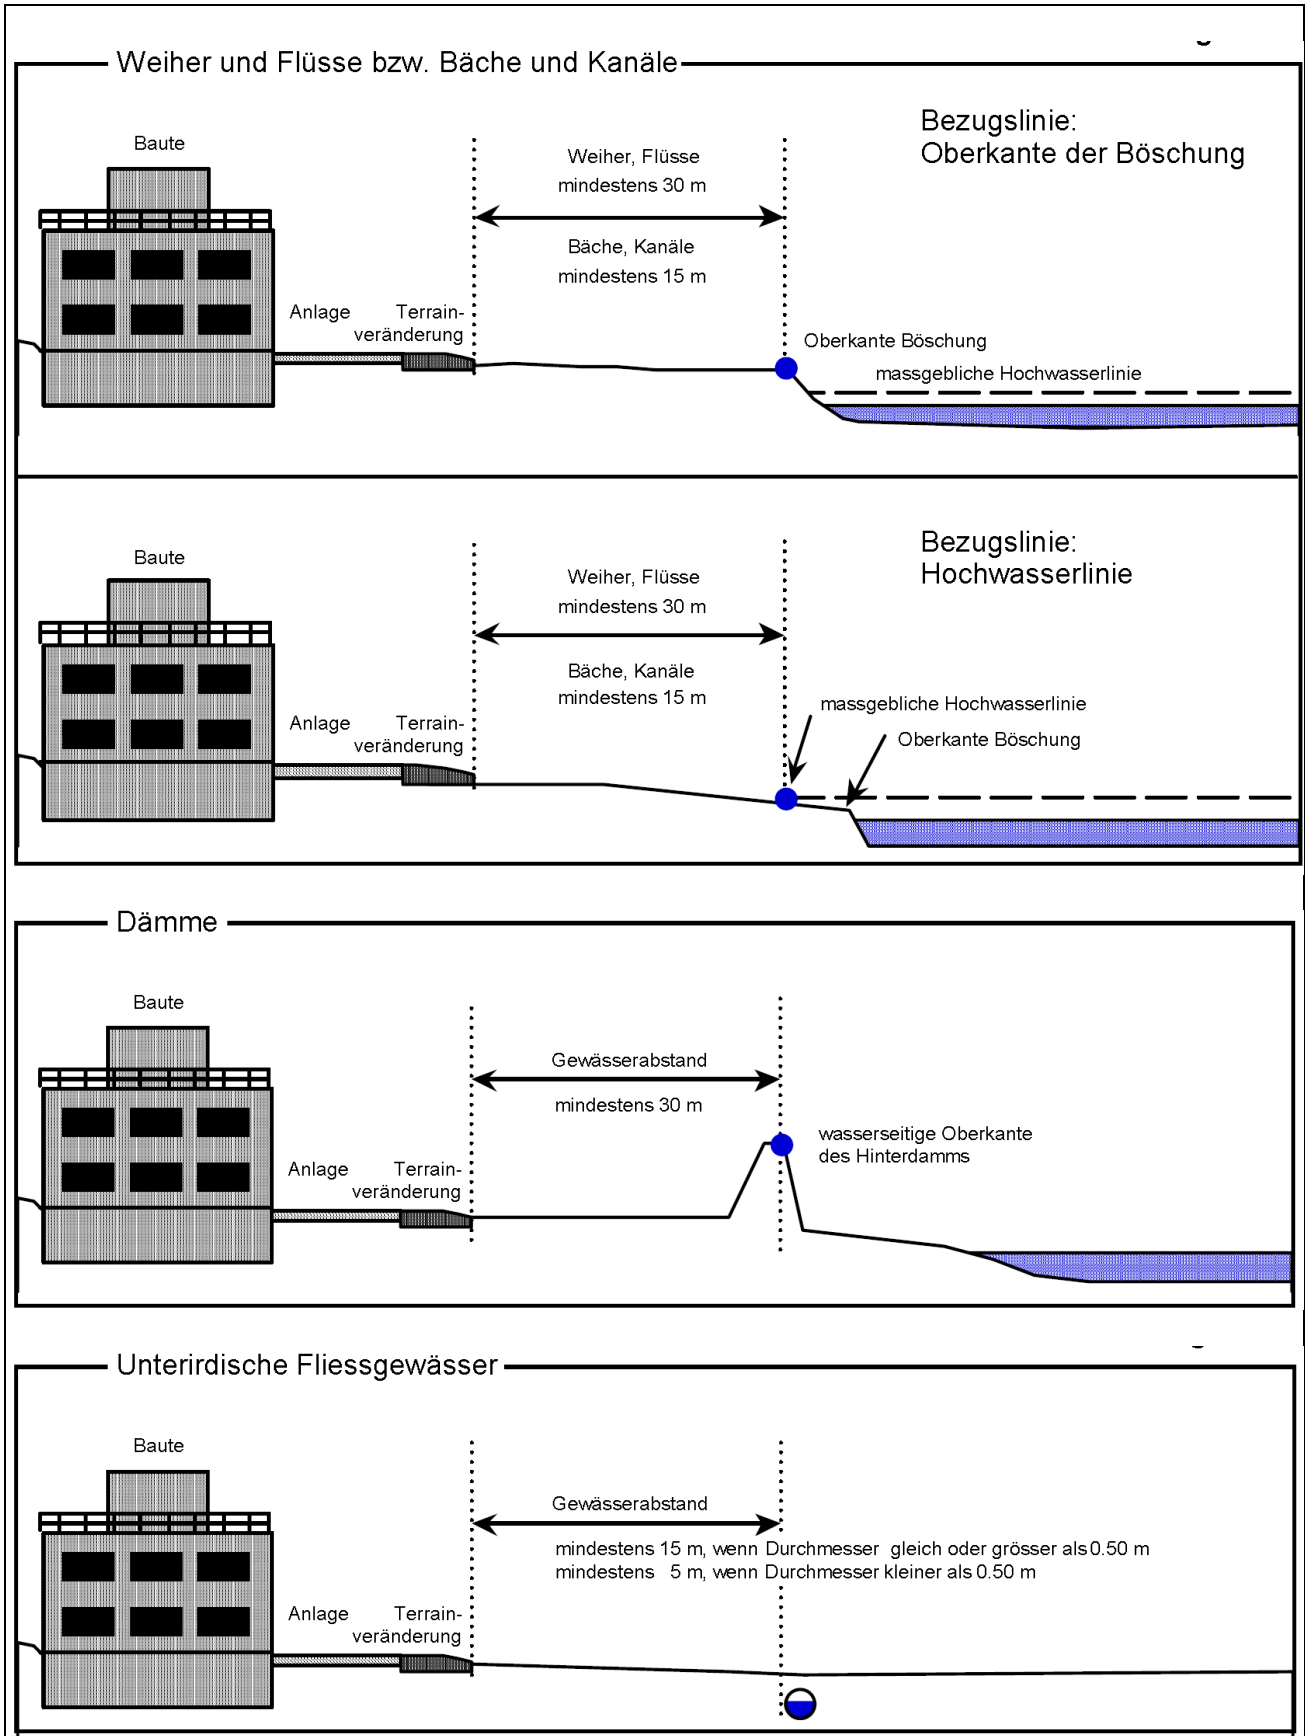 Weiher und Flüsse bzw. Bäche und Kanäle
Bezugslinie:
Oberkante der Böschung
Baute
Weiher, Flüsse
mindestens 30 m
Bäche, Kanäle
mindestens 15 m
Anlage
Terrain-
veränderung
Oberkante Böschung
massgebliche Hochwasserlinie
Bezugslinie:
Hochwasserlinie
Baute
Weiher, Flüsse
mindestens 30 m
Bäche, Kanäle
mindestens 15 m
Anlage
Terrain-
veränderung
massgebliche Hochwasserlinie
Oberkante Böschung
Dämme
Baute
Gewässerabstand
mindestens 30 m
wasserseitige Oberkante
des Hinterdamms
Anlage
Terrain-
veränderung
Unterirdische Fliessgewässer
Baute
Gewässerabstand
mindestens 15 m, wenn Durchmesser gleich oder grösser als 0.50 m
mindestens 5 m, wenn Durchmesser kleiner als 0.50 m
Anlage
Terrain-
veränderung